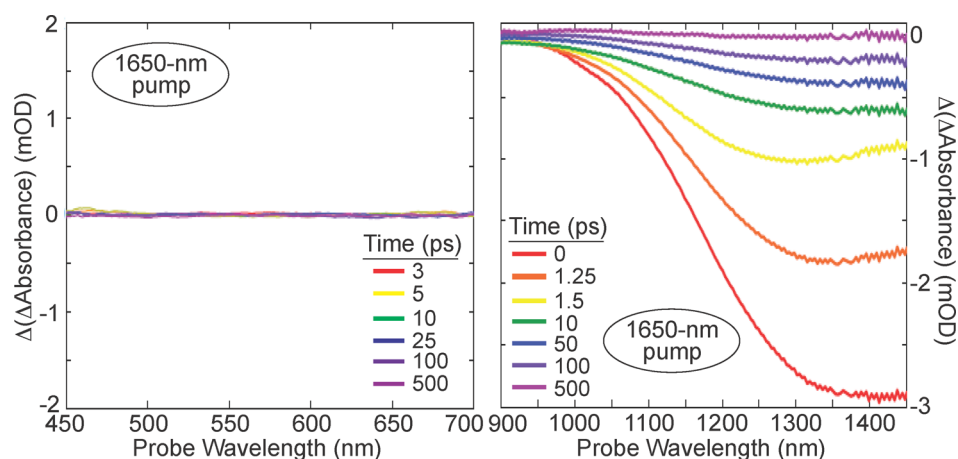 2
1
0
-1
-2
Δ(ΔAbsorbance) (mOD)
1650-nm
pump
Time (ps)
3
5
10
25
100
500
450 500 550 600 650 700
Probe Wavelength (nm)
1650-nm
pump
Time (ps)
0
1.25
1.5
10
50
100
500
900 1000 1100 1200 1300 1400
Probe Wavelength (nm)
0
-1
-2
-3
Δ(ΔAbsorbance) (mOD)